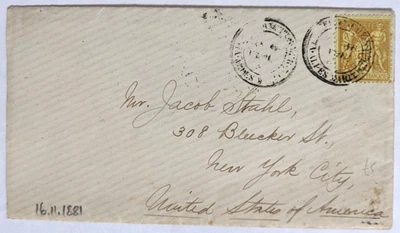 Mr. Jacob Stahl,
308 Bleecker St.,
New York City,
United States of America
16.11.1881